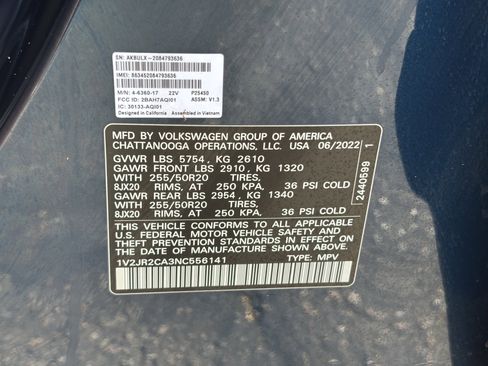 SN: AKBULX-2084793636
IMEI: 863452084793636
M/N: 4-6360-17 22V P25450
FCC ID: 2BAH7AQI01 ASSM: V1.3
IC: 30133-AQI01
Designed in California Assembled in Vietnam
MFD BY VOLKSWAGEN GROUP OF AMERICA
CHATTANOOGA OPERATIONS, LLC. USA 06/2022
GVWR LBS 5754 , KG 2610
GAWR FRONT LBS 2910 , KG 1320
WITH 255/50R20 TIRES,
8JX20 RIMS, AT 250 KPA, 36 PSI COLD
GAWR REAR LBS 2954 , KG 1340
WITH 255/50R20 TIRES,
8JX20 RIMS, AT 250 KPA, 36 PSI COLD
THIS VEHICLE CONFORMS TO ALL APPLICABLE
U.S. FEDERAL MOTOR VEHICLE SAFETY AND
THEFT PREVENTION STANDARDS IN EFFECT ON
THE DATE OF MANUFACTURE SHOWN ABOVE
1V2JR2CA3NC556141 TYPE: MPV
2440599 1